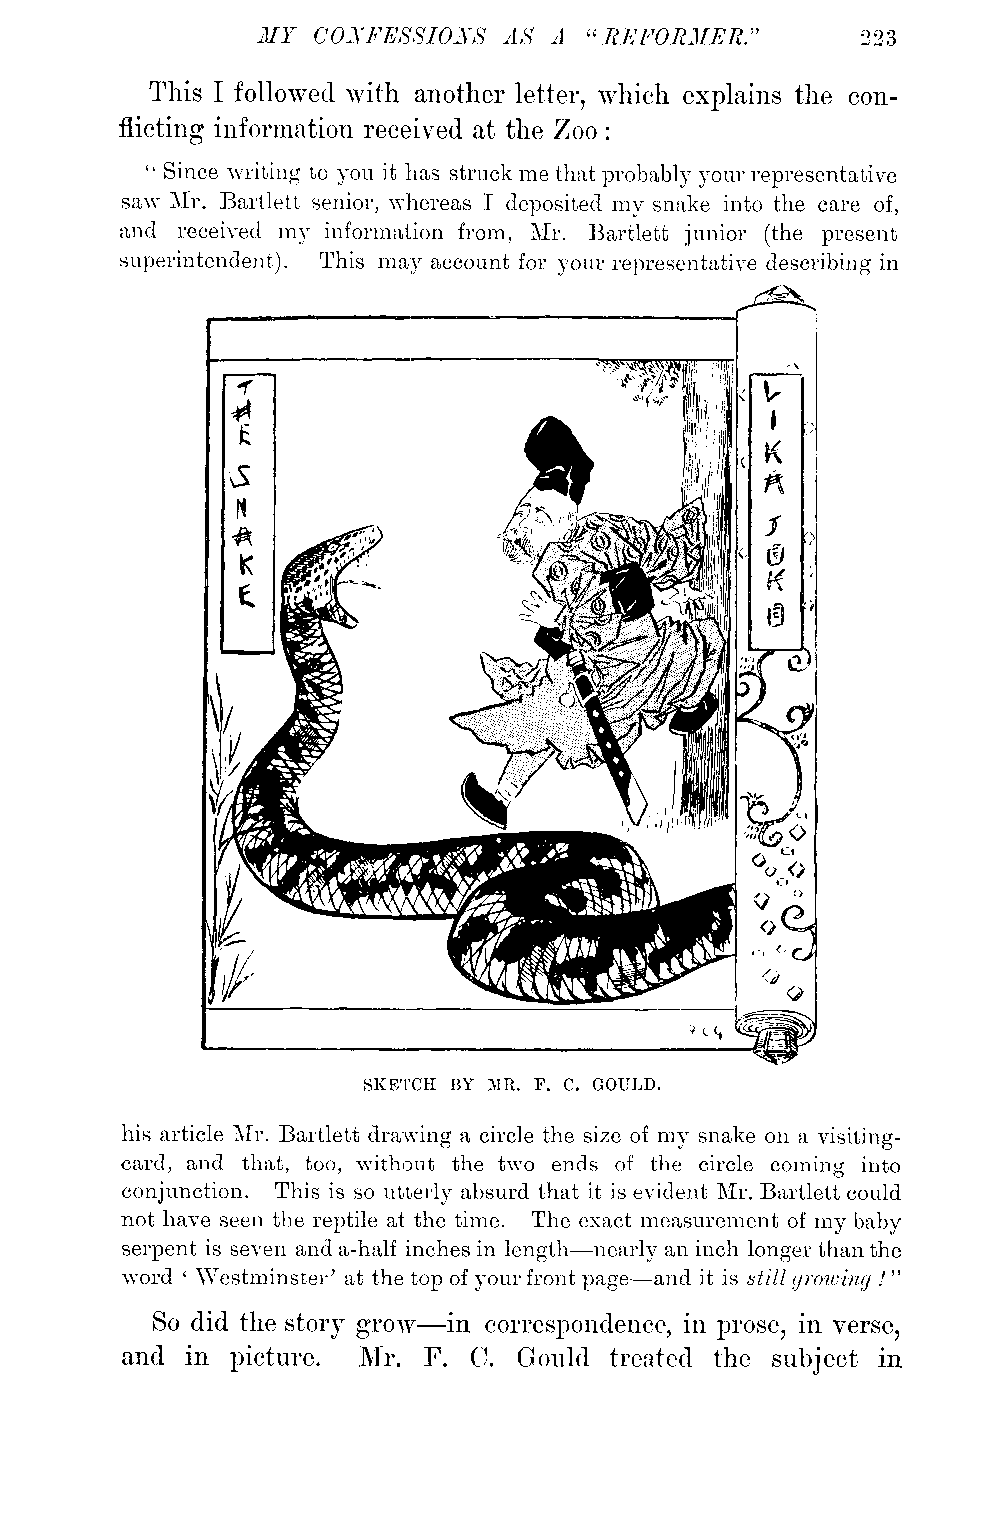 MY CONFESSIONS AS A “REFORMER.” 223
This I followed with another letter, which explains the con-
flicting information received at the Zoo :
“ Since writing to you it has struck me that probably your representative
saw Mr. Bartlett senior, whereas I deposited my snake into the care of,
and received my information from, Mr. Bartlett junior (the present
superintendent). This may account for your representative describing in
THE SNAKE
LIKA JOKO
F C G
SKETCH BY MR. F. C. GOULD.
his article Mr. Bartlett drawing a circle the size of my snake on a visiting-
card, and that, too, without the two ends of the circle coming into
conjunction. This is so utterly absurd that it is evident Mr. Bartlett could
not have seen the reptile at the time. The exact measurement of my baby
serpent is seven and a-half inches in length—nearly an inch longer than the
word ‘ Westminster’ at the top of your front page—and it is still growing ! ”
So did the story grow—in correspondence, in prose, in verse,
and in picture. Mr. F. C. Gould treated the subject in